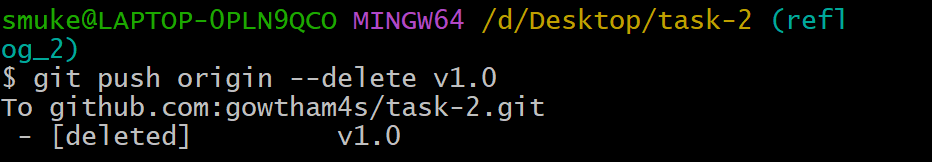 smuke@LAPTOP-0PLN9QCO MINGW64 /d/Desktop/task-2 (refl
og_2)
$ git push origin --delete v1.0
To github.com:gowtham4s/task-2.git
 - [deleted]         v1.0